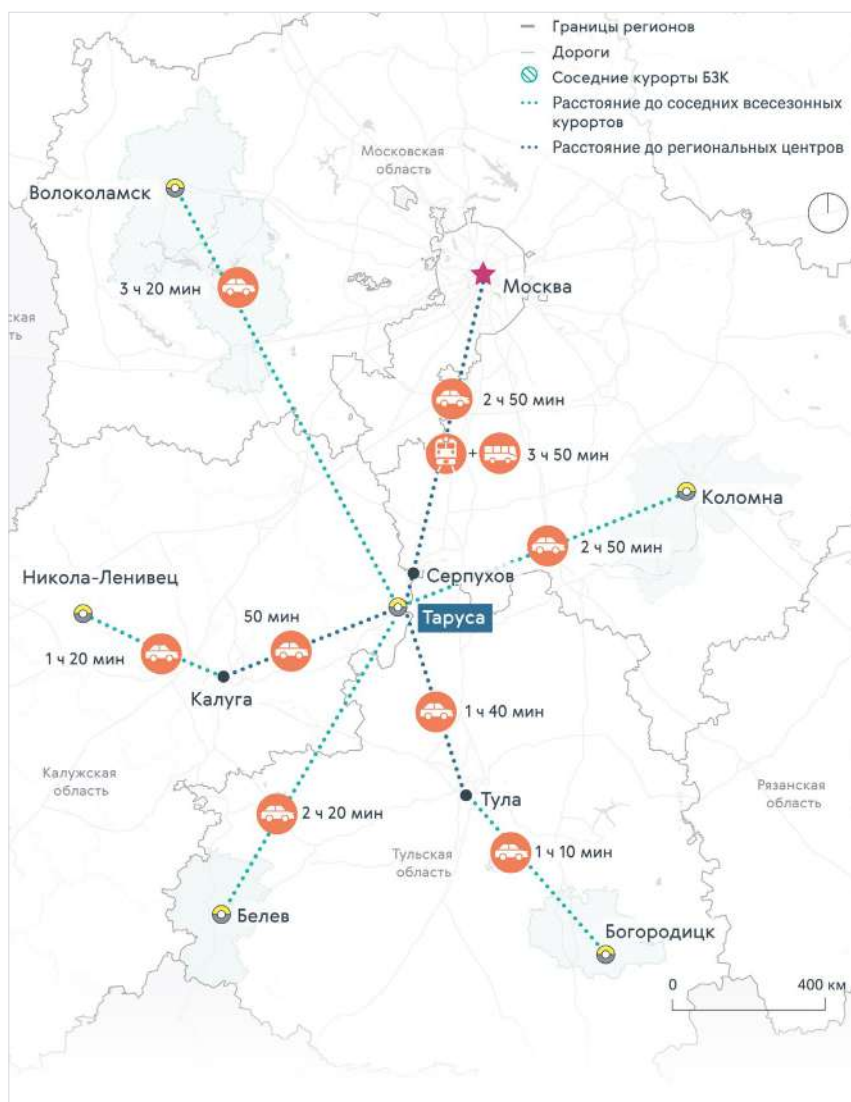 Границы регионов
Дороги
Соседние курорты БЗК
Расстояние до соседних всесезонных
курортов
Расстояние до региональных центров
Московская
область
Волоколамск
3 ч 20 мин
Москва
ская
ть
2 ч 50 мин
+
3 ч 50 мин
Коломна
2 ч 50 мин
Серпухов
Никола-Ленивец
Таруса
50 мин
1 ч 20 мин
Калуга
1 ч 40 мин
Калужская
область
Рязанская
область
Тула
2 ч 20 мин
Тульская
область
1 ч 10 мин
Белев
Богородицк
0 400 км